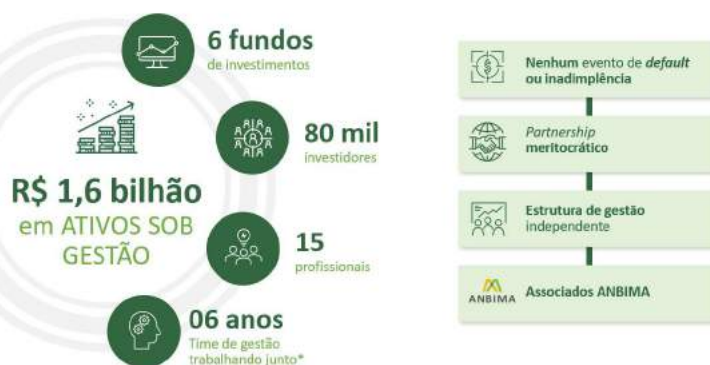 6 fundos
de investimentos
80 mil
investidores
R$ 1,6 bilhão
em ATIVOS SOB
GESTÃO
15
profissionais
06 anos
Time de gestão
trabalhando junto*
Nenhum evento de default
ou inadimplência
Partnership
meritocrático
Estrutura de gestão
independente
ANBIMA
Associados ANBIMA